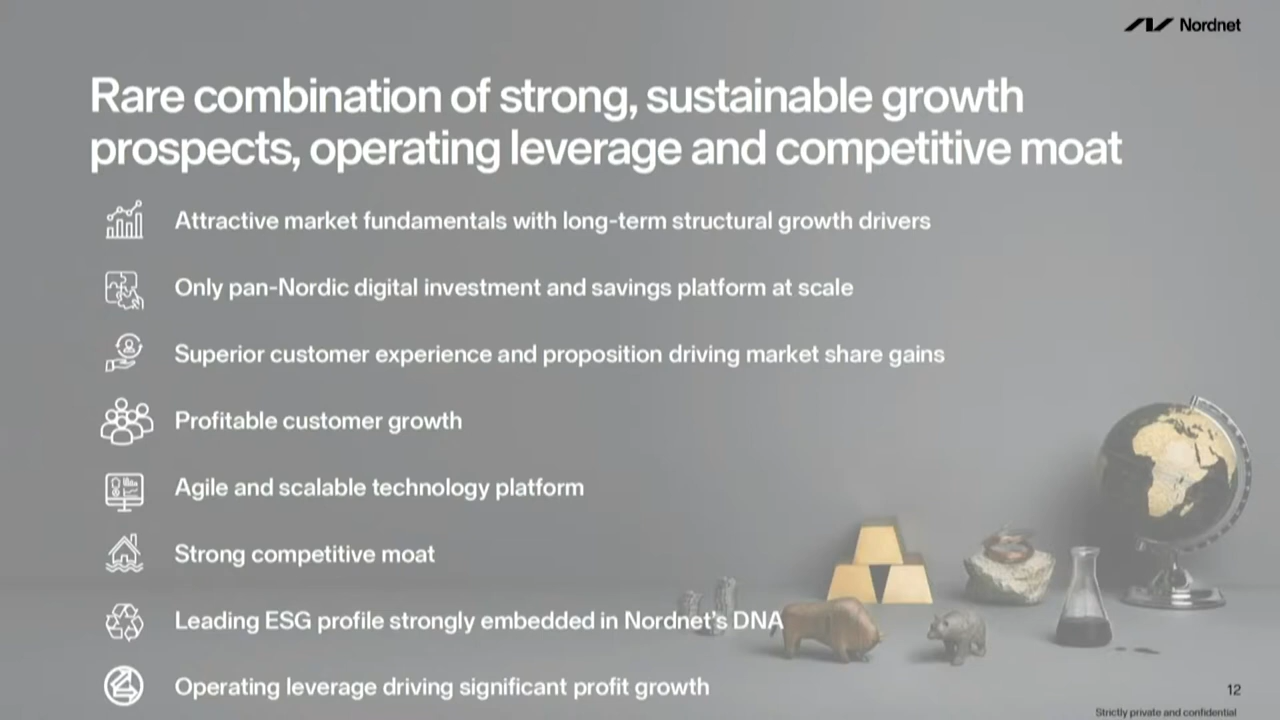 Nordnet
Rare combination of strong, sustainable growth
prospects, operating leverage and competitive moat
Attractive market fundamentals with long-term structural growth drivers
Only pan-Nordic digital investment and savings platform at scale
Superior customer experience and proposition driving market share gains
Profitable customer growth
Agile and scalable technology platform
Strong competitive moat
Leading ESG profile strongly embedded in Nordnet's DNA
Operating leverage driving significant profit growth
12
Strictly private and confidential